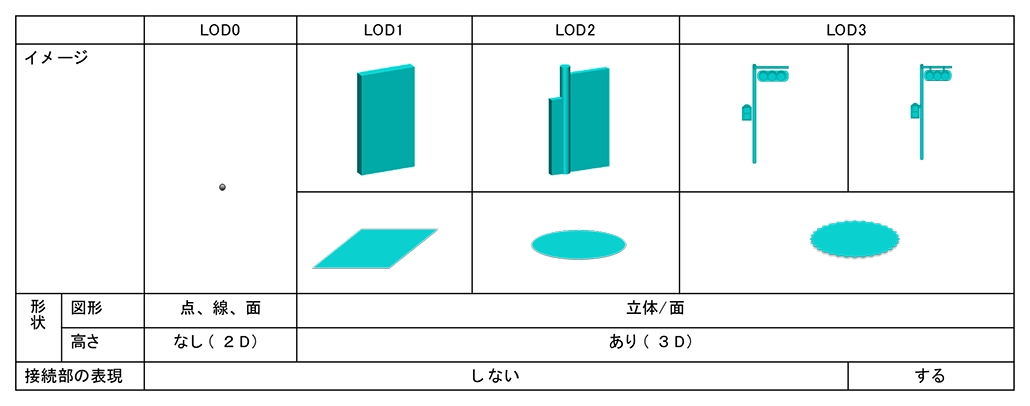 LOD0 LOD1 LOD2 LOD3
イメージ
形状 図形 点、線、面 立体/面
高さ なし(２D) あり(３D)
接続部の表現 しない する